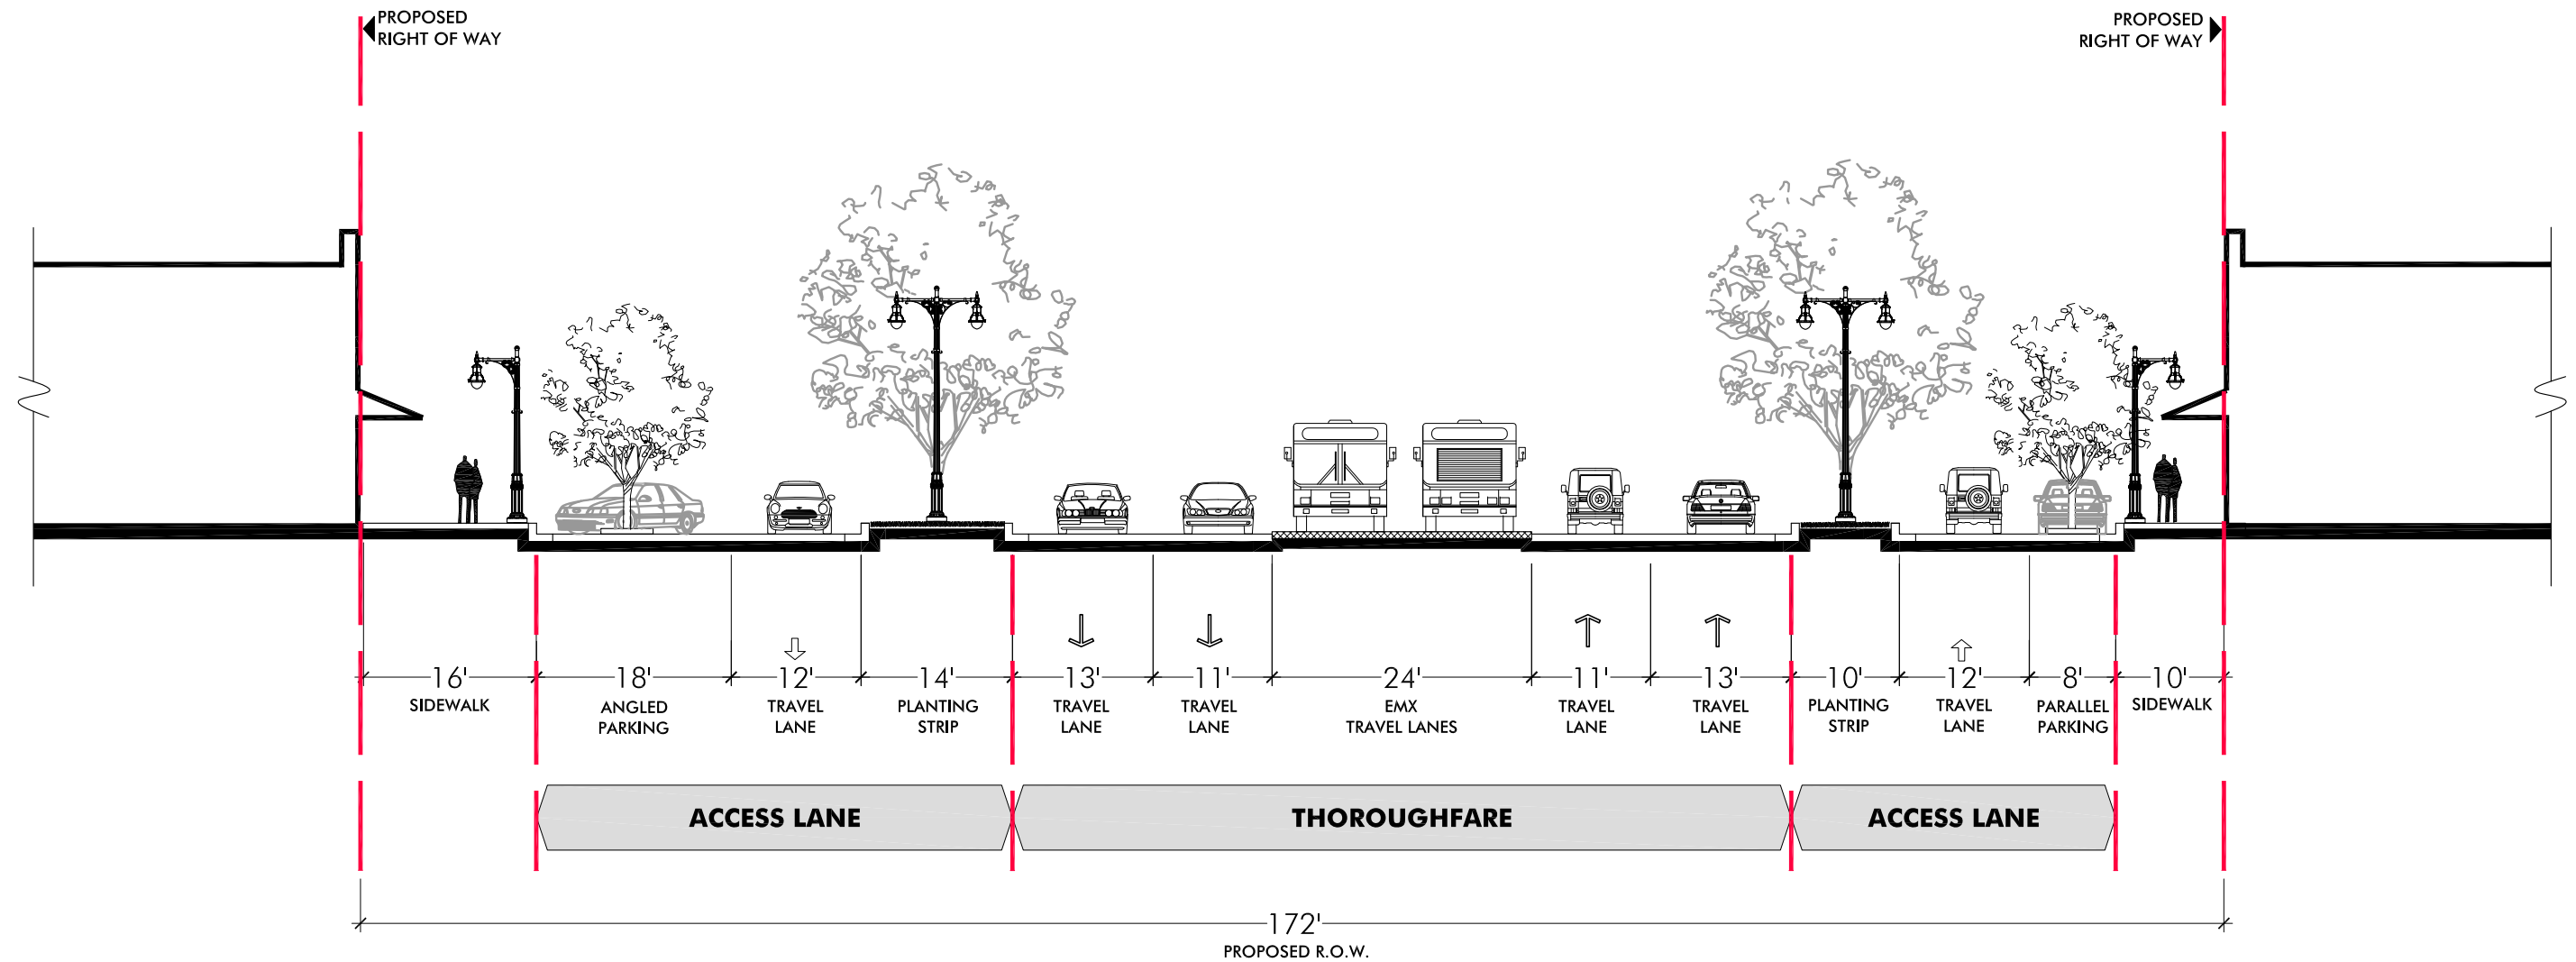 PROPOSED
RIGHT OF WAY
PROPOSED
RIGHT OF WAY
16'
SIDEWALK
18'
ANGLED
PARKING
12'
TRAVEL
LANE
14'
PLANTING
STRIP
13'
TRAVEL
LANE
11'
TRAVEL
LANE
24'
EMX
TRAVEL LANES
11'
TRAVEL
LANE
13'
TRAVEL
LANE
10'
PLANTING
STRIP
12'
TRAVEL
LANE
8'
PARALLEL
PARKING
10'
SIDEWALK
ACCESS LANE
THOROUGHFARE
ACCESS LANE
172'
PROPOSED R.O.W.